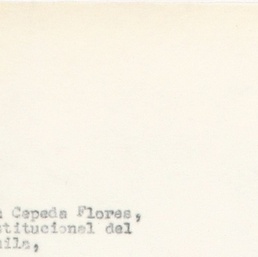 Cepeda Flores,
stitucional del
uila,